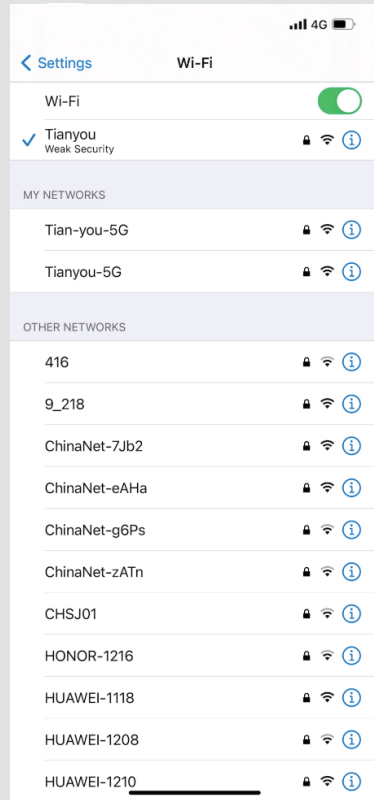 4G
Settings
Wi-Fi
Wi-Fi
Tianyou
Weak Security
MY NETWORKS
Tian-you-5G
Tianyou-5G
OTHER NETWORKS
416
9_218
ChinaNet-7Jb2
ChinaNet-eAHa
ChinaNet-g6Ps
ChinaNet-zATn
CHSJ01
HONOR-1216
HUAWEI-1118
HUAWEI-1208
HUAWEI-1210